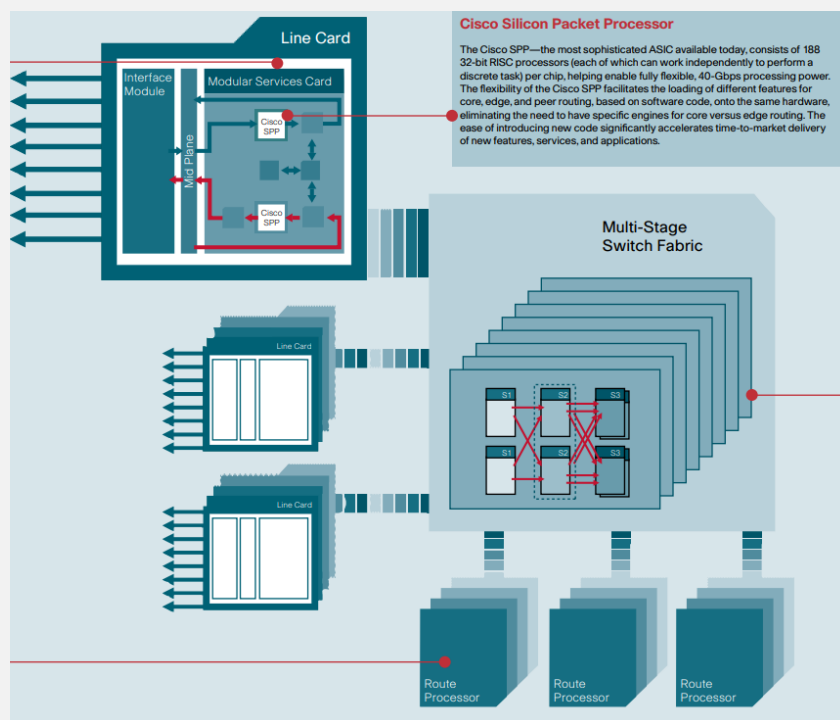 Cisco Silicon Packet Processor
The Cisco SPP—the most sophisticated ASIC available today, consists of 188
32-bit RISC processors (each of which can work independently to perform a
discrete task) per chip, helping enable fully flexible, 40-Gbps processing power.
The flexibility of the Cisco SPP facilitates the loading of different features for
core, edge, and peer routing, based on software code, onto the same hardware,
eliminating the need to have specific engines for core versus edge routing. The
ease of introducing new code significantly accelerates time-to-market delivery
of new features, services, and applications.
Line Card
Interface
Module
Mid Plane
Modular Services Card
Cisco
SPP
Cisco
SPP
Multi-Stage
Switch Fabric
Line Card
S1
S2
S3
S1
S2
S3
Line Card
Route
Processor
Route
Processor
Route
Processor